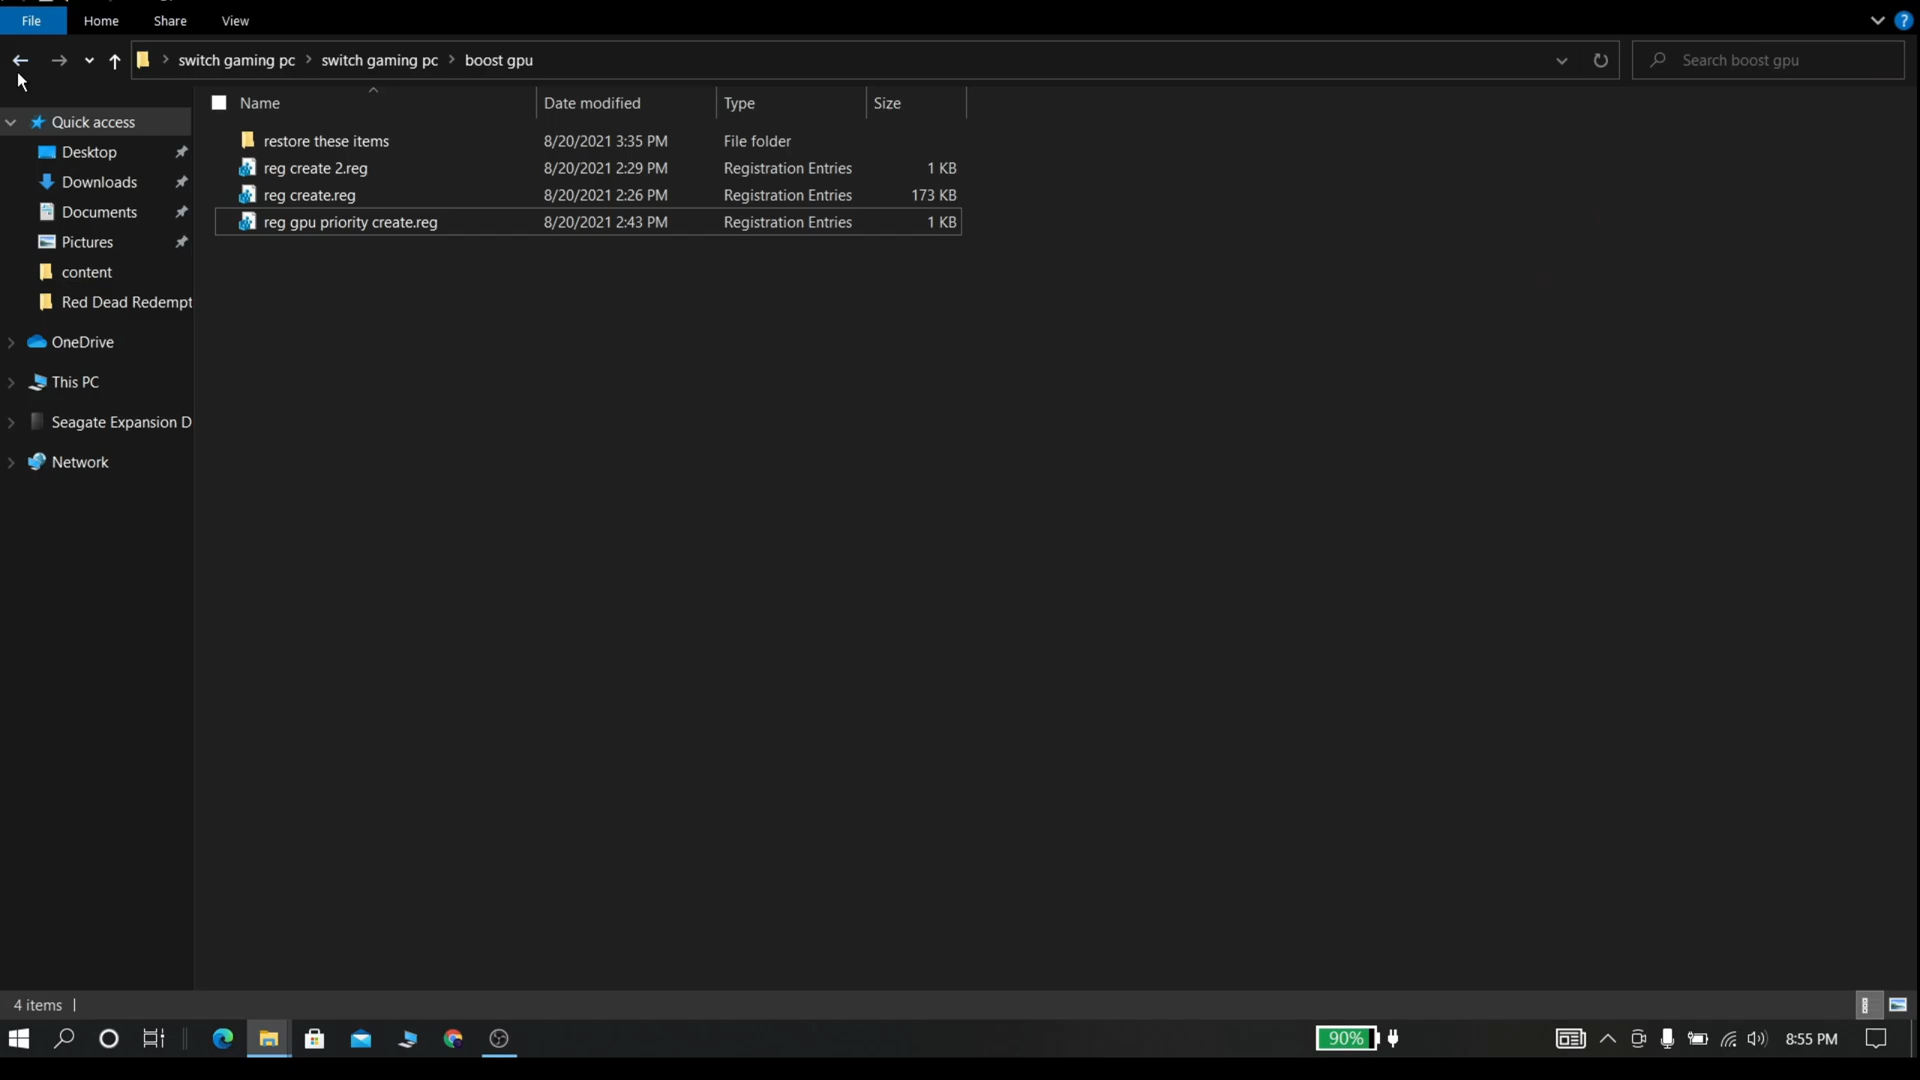 File Home Share View
switch gaming pc switch gaming pc boost gpu Search boost gpu
Name Date modified Type Size
Quick access
Desktop
Downloads
Documents
Pictures
content
Red Dead Redempt
OneDrive
This PC
Seagate Expansion D
Network
restore these items 8/20/2021 3:35 PM File folder
reg create 2.reg 8/20/2021 2:29 PM Registration Entries 1 KB
reg create.reg 8/20/2021 2:26 PM Registration Entries 173 KB
reg gpu priority create.reg 8/20/2021 2:43 PM Registration Entries 1 KB
4 items
90% 8:55 PM